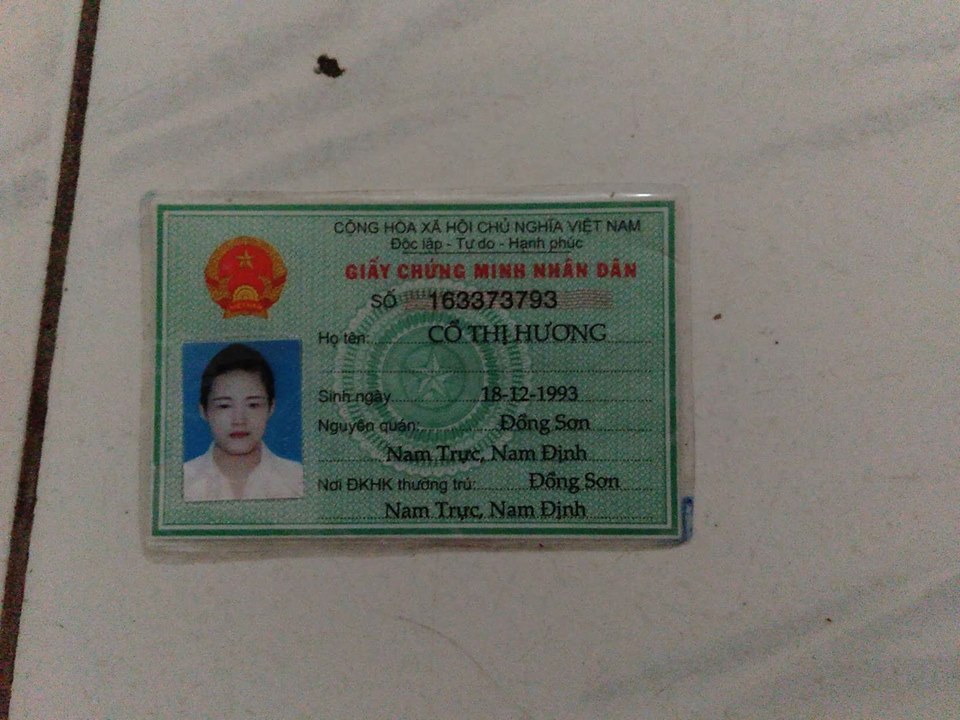 CỘNG HÒA XÃ HỘI CHỦ NGHĨA VIỆT NAM
Độc lập - Tự do - Hạnh phúc
GIẤY CHỨNG MINH NHÂN DÂN
SỐ 163373793
Họ tên: CỒ THỊ HƯƠNG
Sinh ngày 18-12-1993
Nguyên quán: Đồng Sơn
Nam Trực, Nam Định
Nơi ĐKHK thường trú: Đồng Sơn
Nam Trực, Nam Định